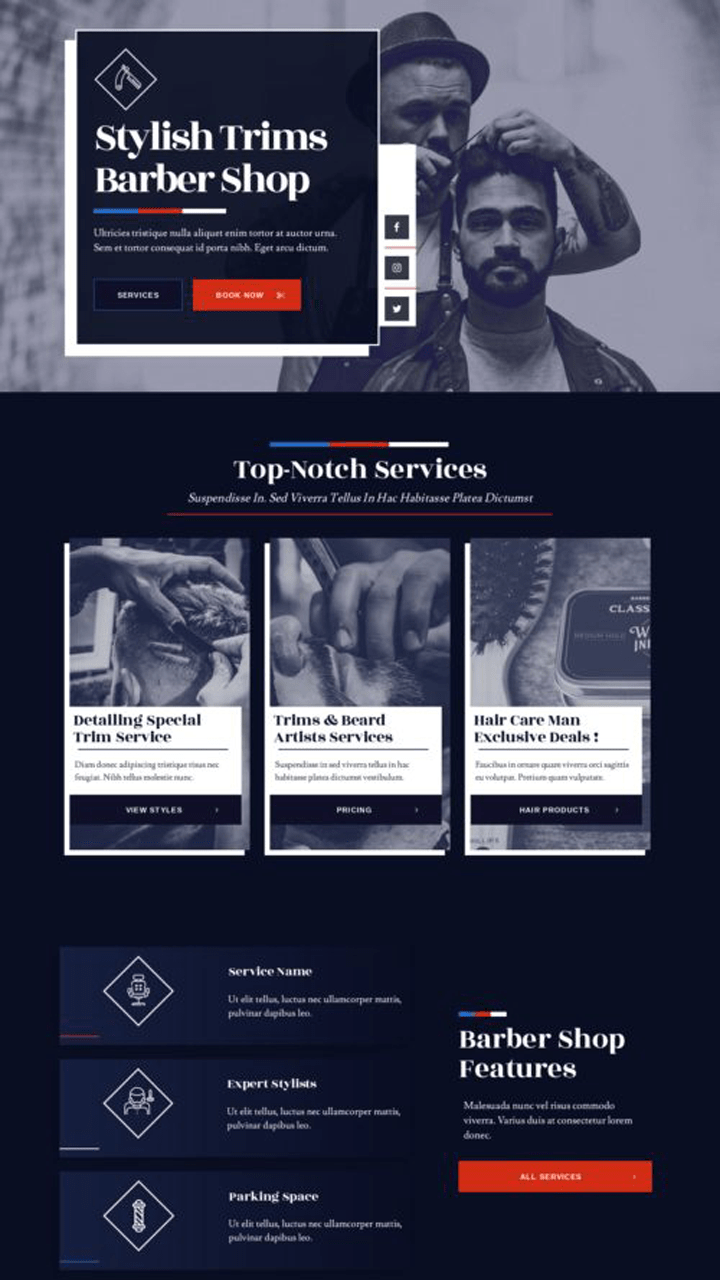 Stylish Trims
Barber Shop
Ultricies tristique nulla aliquet enim tortor at auctor urna.
Sem et tortor consequat id porta nibh. Eget arcu dictum.
SERVICES
BOOK NOW
Top-Notch Services
Suspendisse In. Sed Viverra Tellus In Hac Habitasse Platea Dictumst
CLASS
MEDIUM HOLD
Detailing Special
Trim Service
Diam donec adipiscing tristique risus nec
feugiat. Nibh tellus molestie nunc.
VIEW STYLES
Trims & Beard
Artists Services
Suspendisse in sed viverra tellus in hac
habitasse platea dictumst vestibulum.
PRICING
Hair Care Man
Exclusive Deals !
Faucibus in ornare quam viverra orci sagittis
eu volutpat. Pretium quam vulputate.
HAIR PRODUCTS
Service Name
Ut elit tellus, luctus nec ullamcorper mattis,
pulvinar dapibus leo.
Expert Stylists
Ut elit tellus, luctus nec ullamcorper mattis,
pulvinar dapibus leo.
Parking Space
Ut elit tellus, luctus nec ullamcorper mattis,
pulvinar dapibus leo.
Barber Shop
Features
Malesuada nunc vel risus commodo
viverra. Varius duis at consectetur lorem
donec.
ALL SERVICES